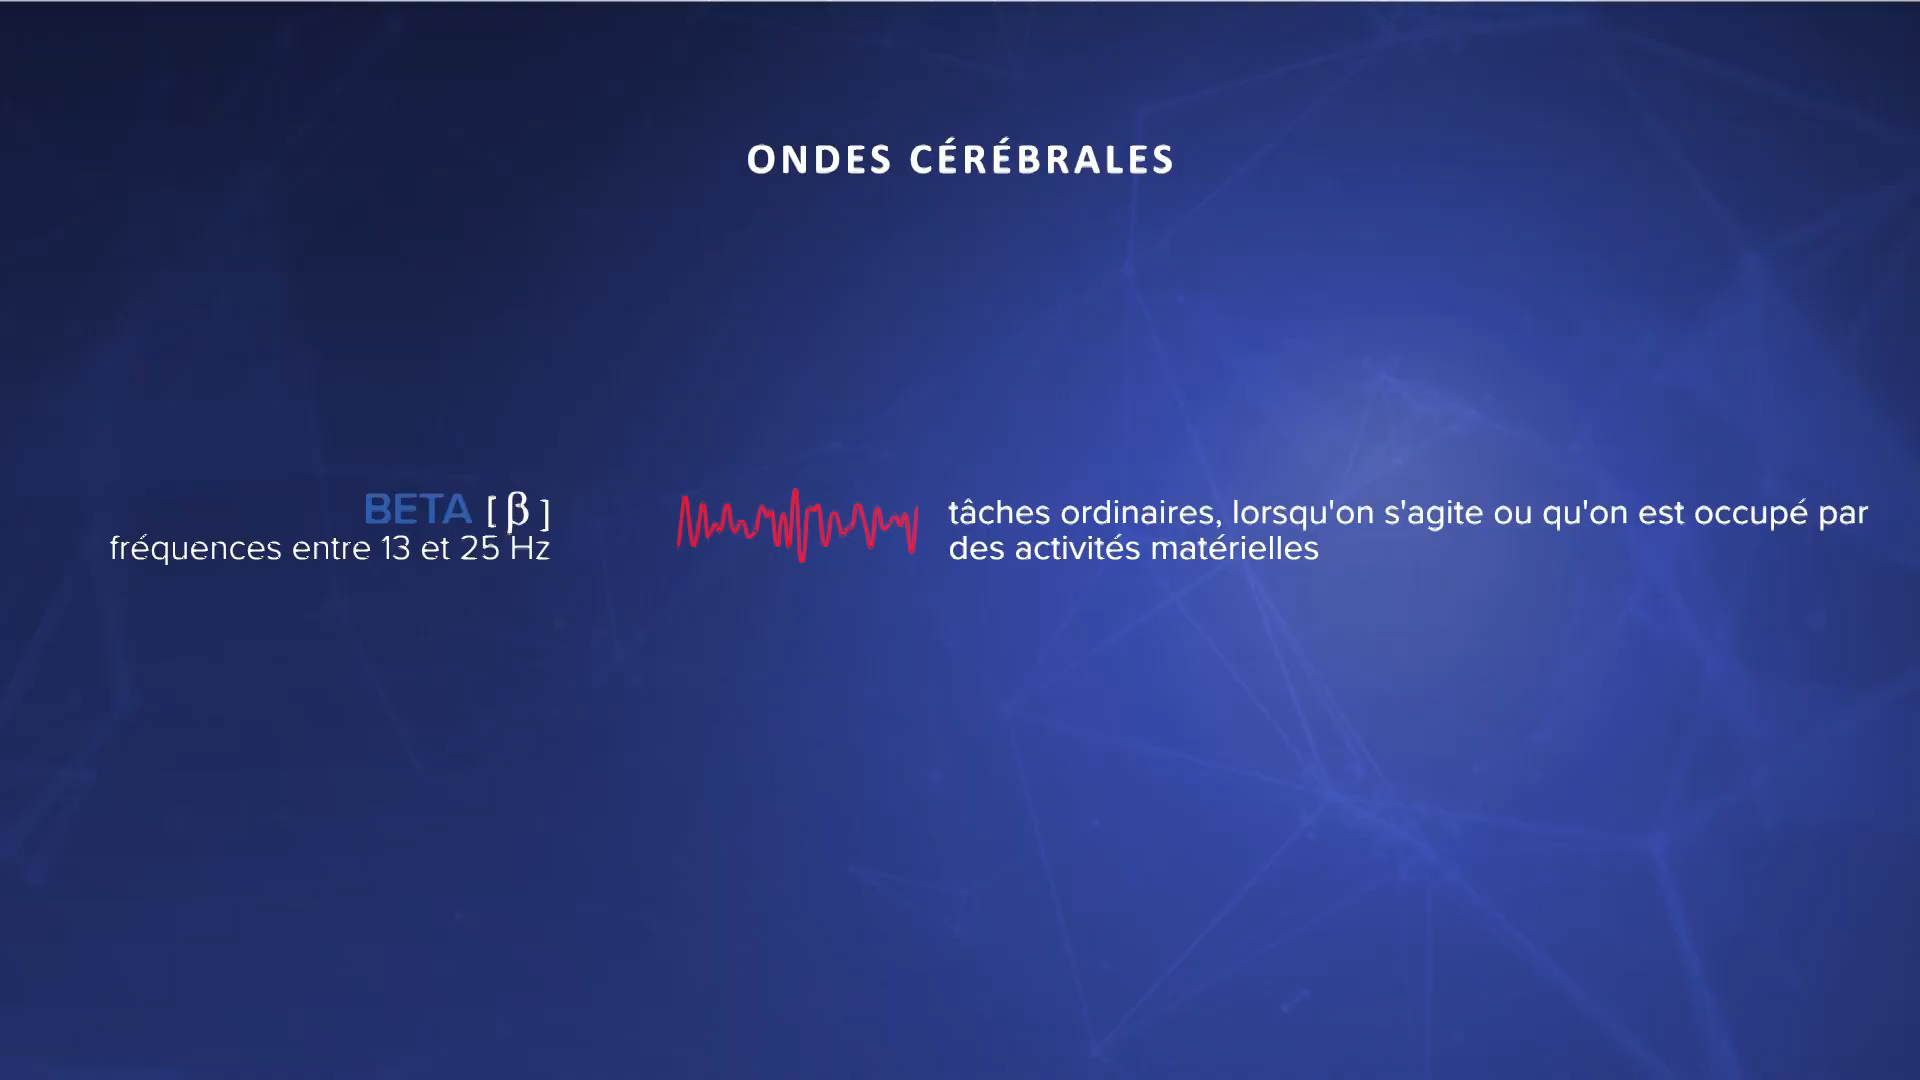 ONDES CÉRÉBRALES
BETA [β]
fréquences entre 13 et 25 Hz
tâches ordinaires, lorsqu'on s'agite ou qu'on est occupé par
des activités matérielles